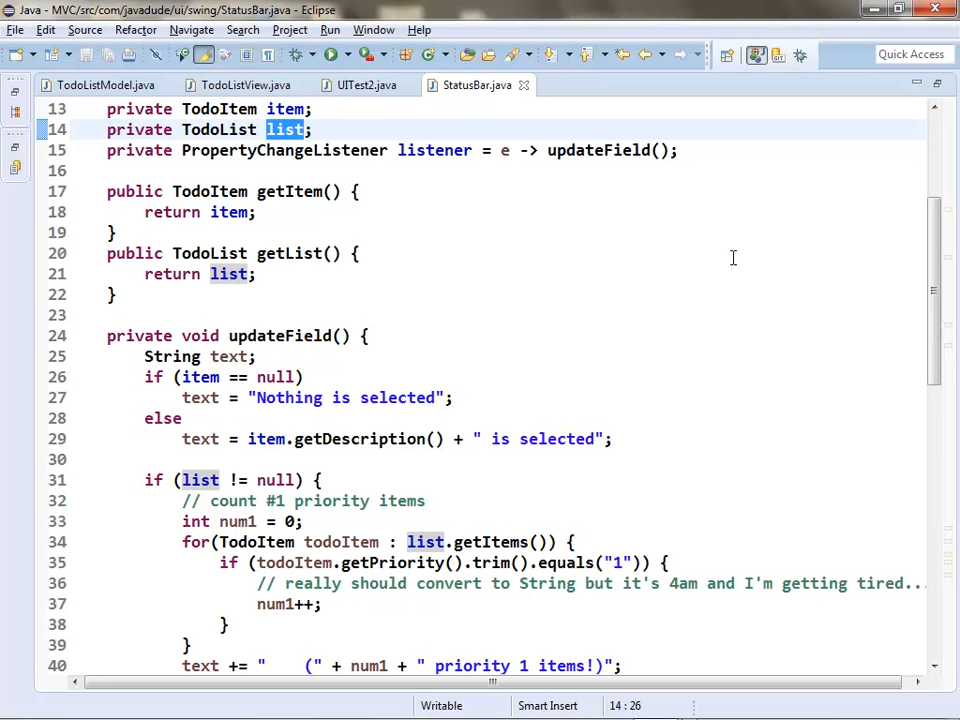 Java - MVC/src/com/javadude/ui/swing/StatusBar.java - Eclipse
File Edit Source Refactor Navigate Search Project Run Window Help
Quick Access
TodoListModel.java TodoListView.java UITest2.java StatusBar.java
13 private TodoItem item;
14 private TodoList list;
15 private PropertyChangeListener listener = e -> updateField();
16
17 public TodoItem getItem() {
18 return item;
19 }
20 public TodoList getList() {
21 return list;
22 }
23
24 private void updateField() {
25 String text;
26 if (item == null)
27 text = "Nothing is selected";
28 else
29 text = item.getDescription() + " is selected";
30
31 if (list != null) {
32 // count #1 priority items
33 int num1 = 0;
34 for(TodoItem todoItem : list.getItems()) {
35 if (todoItem.getPriority().trim().equals("1")) {
36 // really should convert to String but it's 4am and I'm getting tired...
37 num1++;
38 }
39 }
40 text += "    (" + num1 + " priority 1 items!)";
Writable Smart Insert 14 : 26